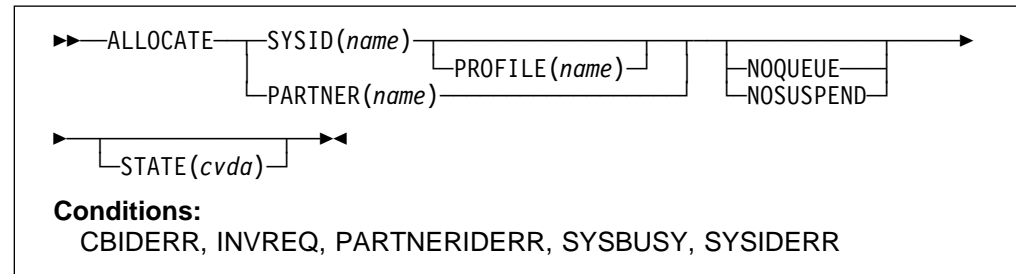 ALLOCATE SYSID(name)
PROFILE(name) NOQUEUE
PARTNER(name) NOSUSPEND
STATE(cvda)
Conditions:
CBIDERR, INVREQ, PARTNERIDERR, SYSBUSY, SYSIDERR